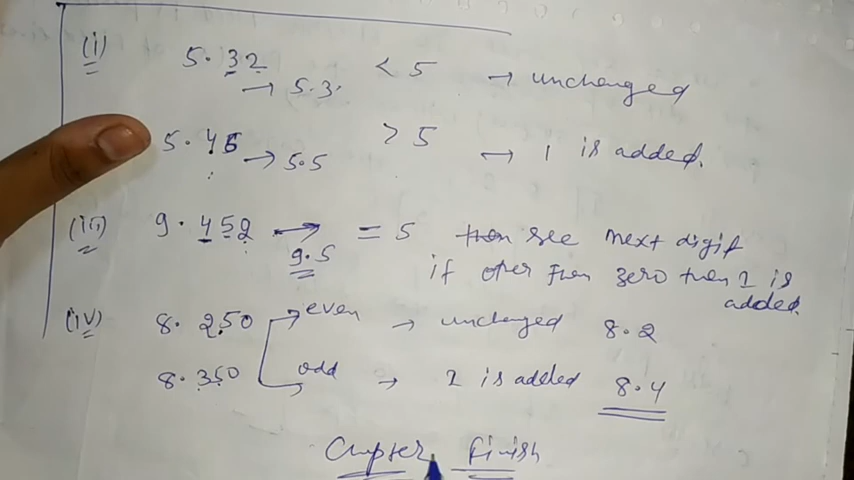 (i) 5.32 < 5 → unchanged
→ 5.3.
5.46 > 5 → 1 is added.
→ 5.5
(iii) 9.452 → = 5 then see next digit
9.5 if other then zero then 1 is
added.
(iv) 8.250 → even → unchanged 8.2
8.350 → odd → 1 is added 8.4
Chapter finish